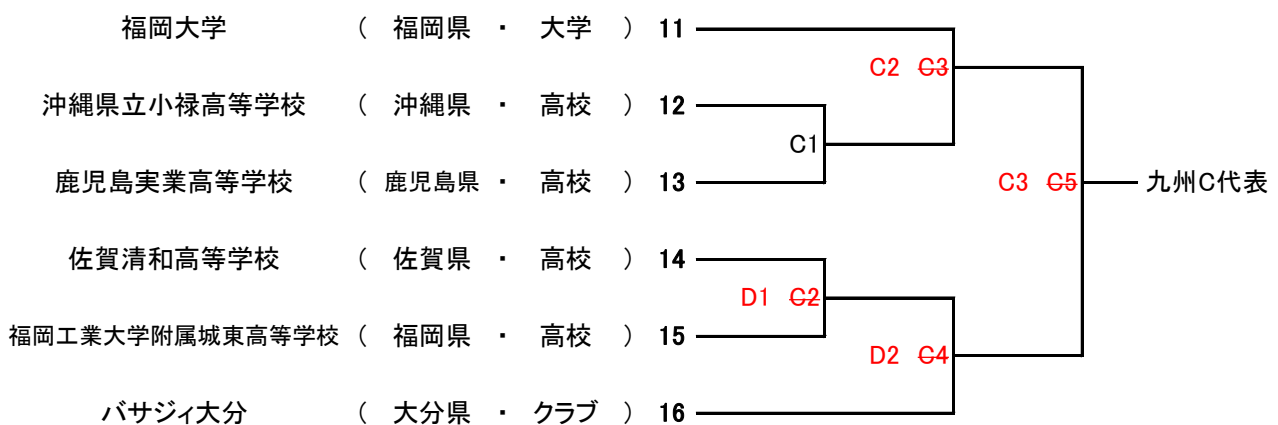 福岡大学 ( 福岡県 ・ 大学 ) 11
C2 C3
沖縄県立小禄高等学校 ( 沖縄県 ・ 高校 ) 12
C1
鹿児島実業高等学校 ( 鹿児島県 ・ 高校 ) 13
C3 C5 九州C代表
佐賀清和高等学校 ( 佐賀県 ・ 高校 ) 14
D1 C2
福岡工業大学附属城東高等学校 ( 福岡県 ・ 高校 ) 15
D2 C4
バサジィ大分 ( 大分県 ・ クラブ ) 16